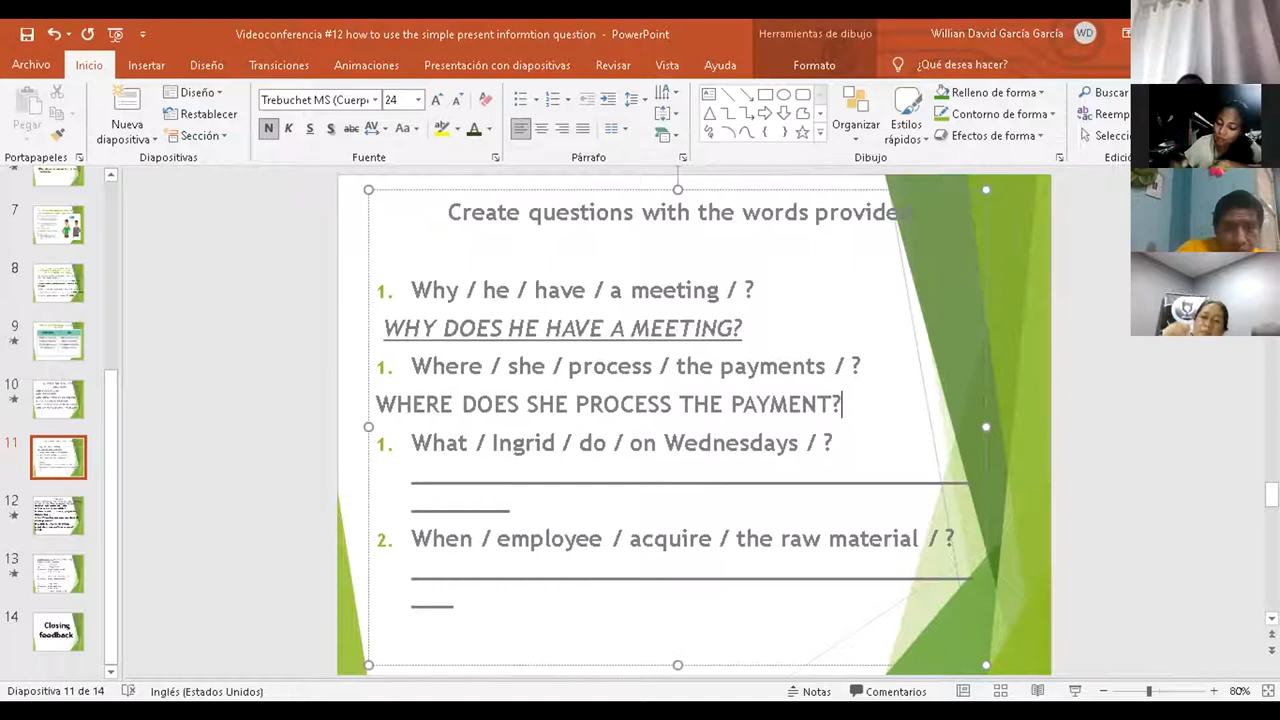 Videoconferencia #12 how to use the simple present informtion question - PowerPoint
Herramientas de dibujo
Willian David García García
WD
Archivo
Inicio
Insertar
Diseño
Transiciones
Animaciones
Presentación con diapositivas
Revisar
Vista
Ayuda
Formato
¿Qué desea hacer?
Pegar
Nueva
diapositiva
Diseño
Restablecer
Sección
Trebuchet MS (Cuerp
24
N K S S abc AV Aa A
Organizar
Estilos
rápidos
Relleno de forma
Contorno de forma
Efectos de forma
Buscar
Reemp
Selecci
Portapapeles
Diapositivas
Fuente
Párrafo
Dibujo
Edici
7
8
9
10
11
12
13
14
Closing
feedback
Create questions with the words provide
1. Why / he / have / a meeting / ?
WHY DOES HE HAVE A MEETING?
1. Where / she / process / the payments / ?
WHERE DOES SHE PROCESS THE PAYMENT?
1. What / Ingrid / do / on Wednesdays / ?
2. When / employee / acquire / the raw material / ?
Diapositiva 11 de 14
Inglés (Estados Unidos)
Notas
Comentarios
80%